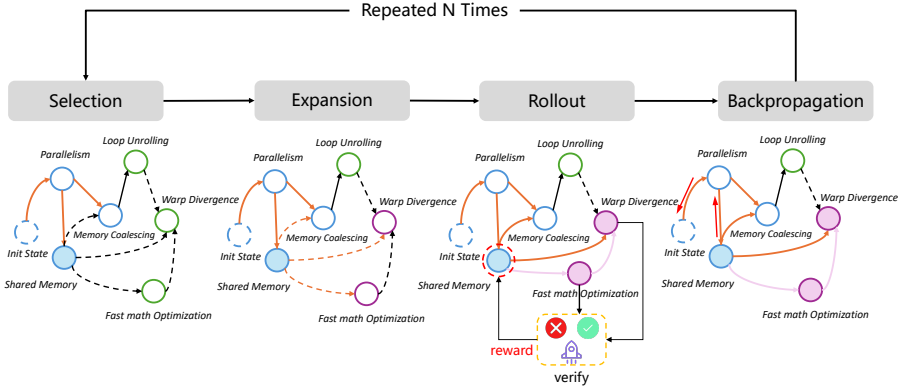 Repeated N Times
Selection
Expansion
Rollout
Backpropagation
Loop Unrolling
Parallelism
Warp Divergence
Memory Coalescing
Init State
Shared Memory
Fast math Optimization
Loop Unrolling
Parallelism
Warp Divergence
Memory Coalescing
Init State
Shared Memory
Fast math Optimization
Loop Unrolling
Parallelism
Warp Divergence
Memory Coalescing
Init State
Shared Memory
Fast math Optimization
reward
verify
Loop Unrolling
Parallelism
Warp Divergence
Memory Coalescing
Init State
Shared Memory
Fast math Optimization